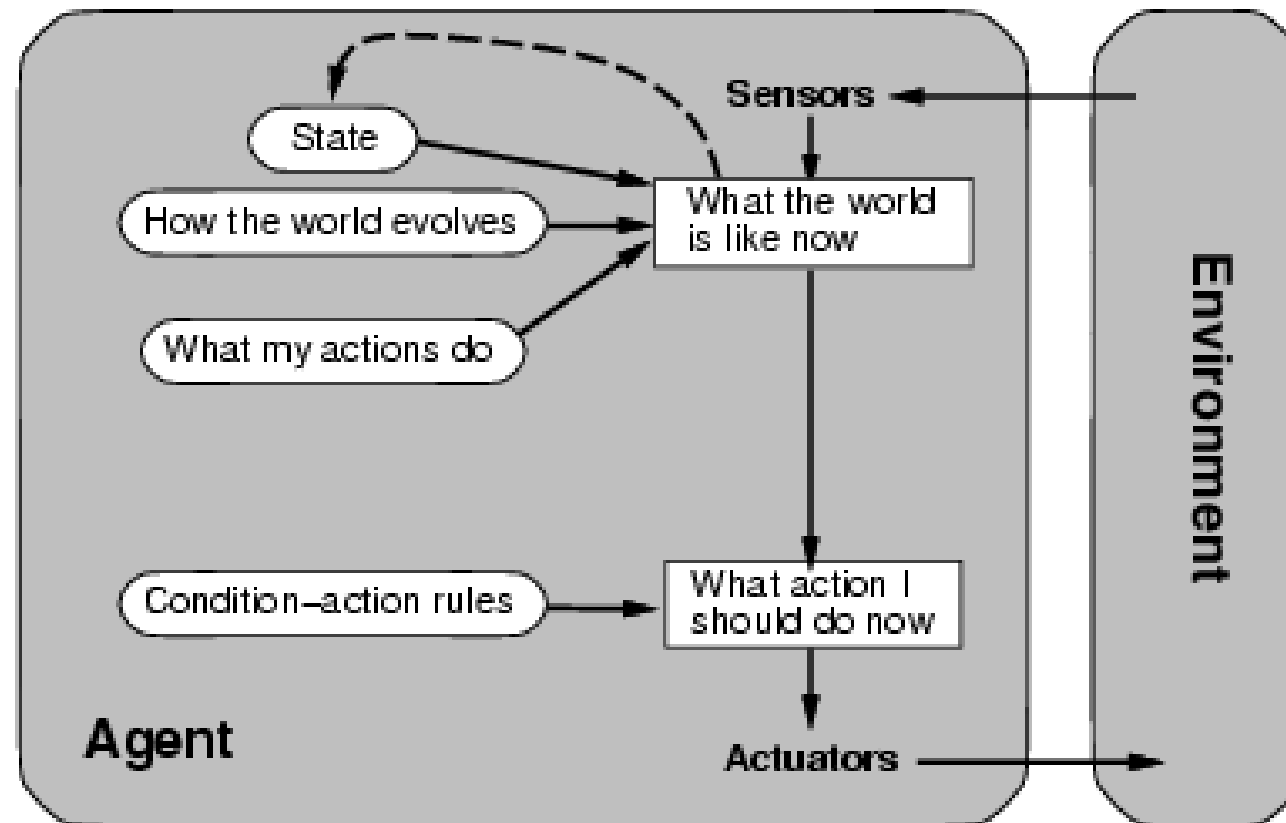 Sensors
State
What the world
is like now
How the world evolves
What my actions do
Environment
Condition–action rules
What action I
should do now
Agent
Actuators